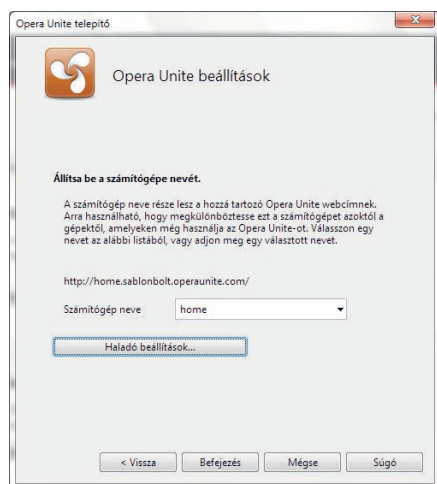 Opera Unite telepítő
Opera Unite beállítások
Állítsa be a számítógépe nevét.
A számítógép neve része lesz a hozzá tartozó Opera Unite webcímnek.
Arra használható, hogy megkülönböztesse ezt a számítógépet azoktól a
gépektől, amelyeken még használja az Opera Unite-ot. Válasszon egy
nevet az alábbi listából, vagy adjon meg egy választott nevet.
http://home.sablonbolt.operaunite.com/
Számítógép neve home
Haladó beállítások...
< Vissza Befejezés Mégse Súgó